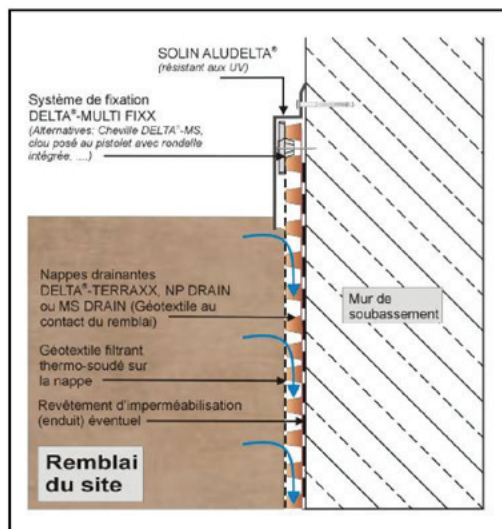 SOLIN ALUDELTA®
(résistant aux UV)
Système de fixation
DELTA®-MULTI FIXX
(Alternatives: Cheville DELTA®-MS,
clou posé au pistolet avec rondelle
intégrée, ....)
Nappes drainantes
DELTA®-TERRAXX, NP DRAIN
ou MS DRAIN (Géotextile au
contact du remblai)
Mur de
soubassement
Géotextile filtrant
thermo-soudé sur
la nappe
Revêtement d'imperméabilisation
(enduit) éventuel
Remblai
du site